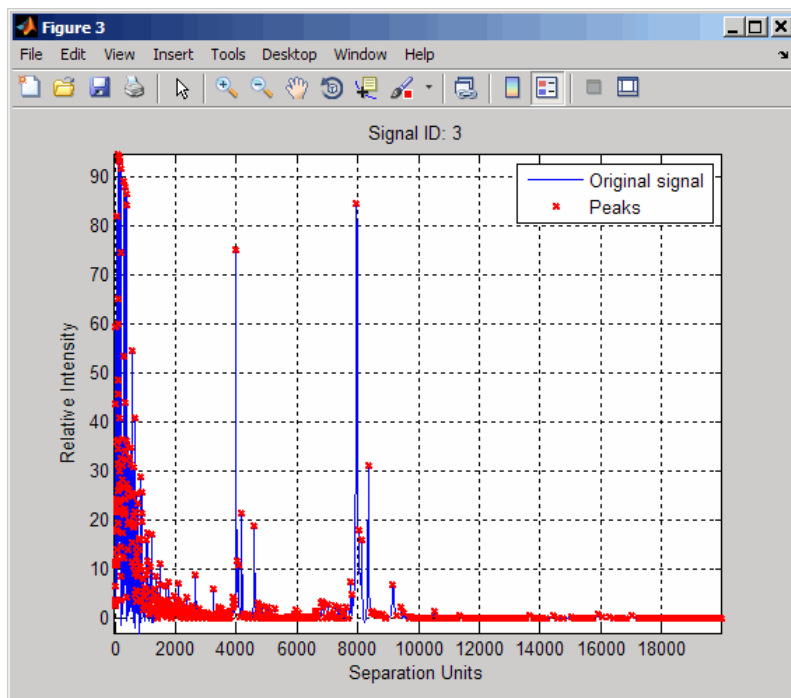 Figure 3
File Edit View Insert Tools Desktop Window Help
Signal ID: 3
Original signal
Peaks
90
80
70
60
50
40
30
20
10
0
Relative Intensity
0 2000 4000 6000 8000 10000 12000 14000 16000 18000
Separation Units